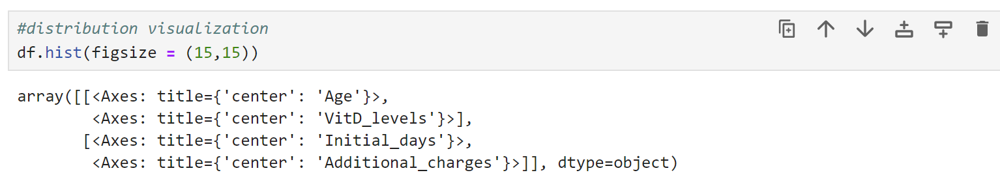 #distribution visualization
df.hist(figsize = (15,15))
array([[<Axes: title={'center': 'Age'}>,
        <Axes: title={'center': 'VitD_levels'}>],
       [<Axes: title={'center': 'Initial_days'}>,
        <Axes: title={'center': 'Additional_charges'}>]], dtype=object)